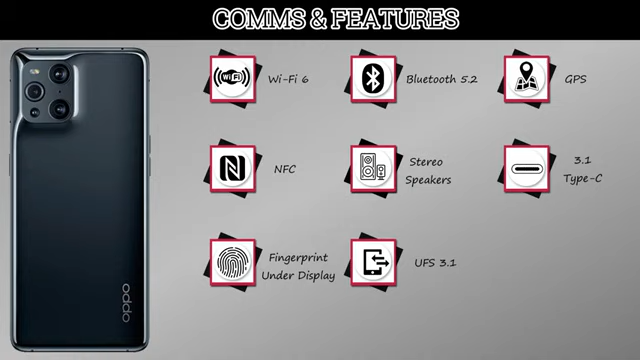 COMMS & FEATURES
WiFi
Wi-Fi 6
Bluetooth 5.2
GPS
NFC
Stereo
Speakers
3.1
Type-C
Fingerprint
Under Display
UFS 3.1
oppo